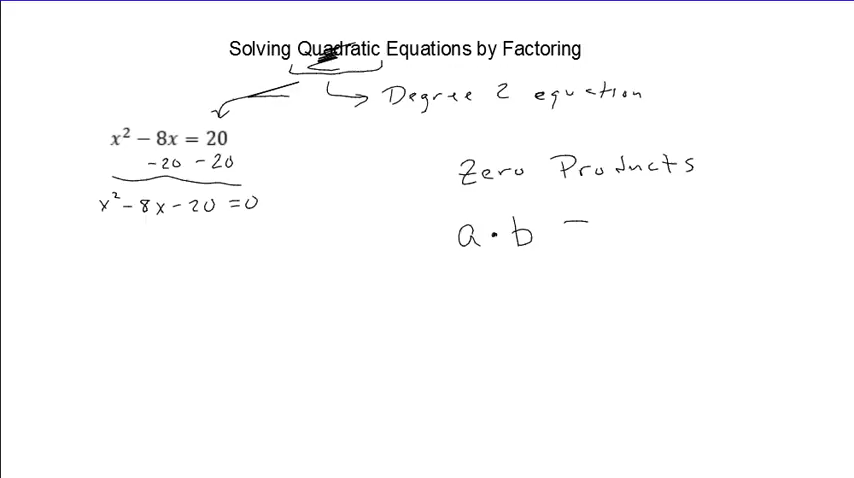 Solving Quadratic Equations by Factoring
Degree 2 equation
x² − 8x = 20
−20 −20
x² − 8x − 20 = 0
Zero Products
a · b −